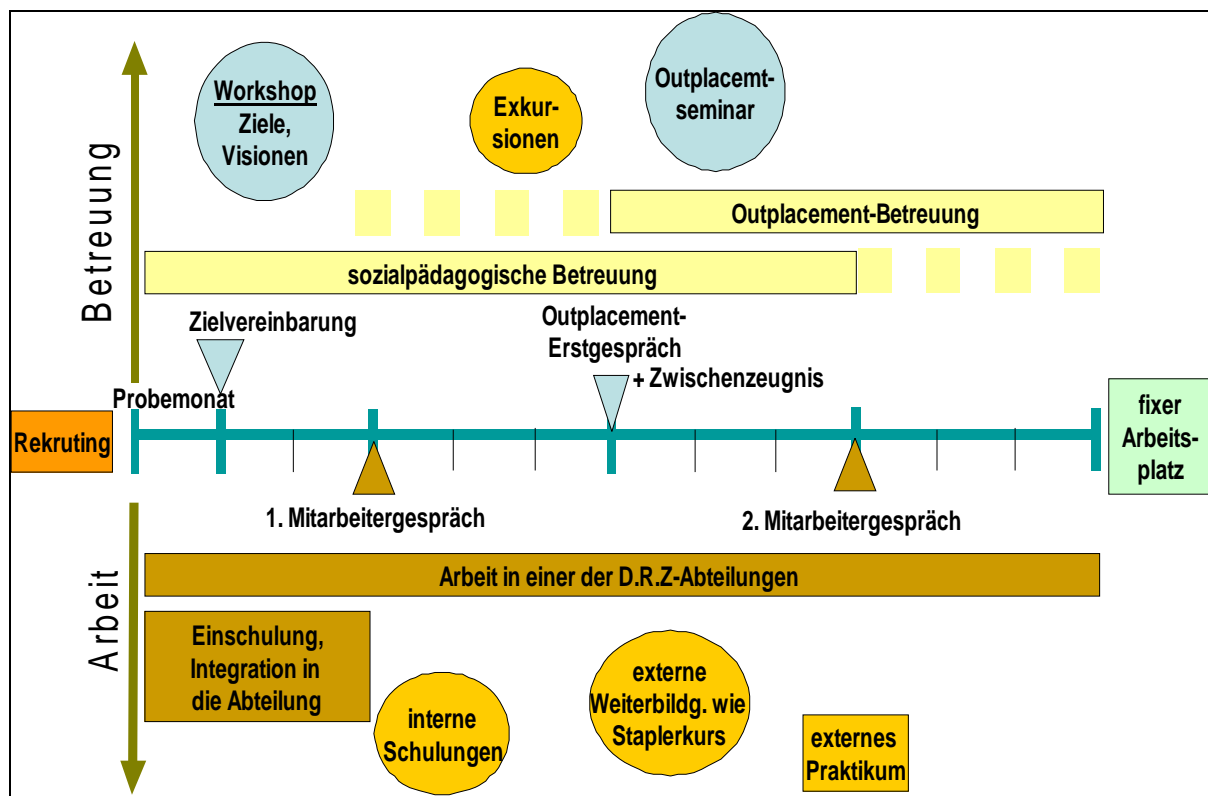 Workshop
Ziele,
Visionen
Exkur-
sionen
Outplacemt-
seminar
Betreuung
Outplacement-Betreuung
sozialpädagogische Betreuung
Zielvereinbarung
Outplacement-
Erstgespräch
+ Zwischenzeugnis
Probemonat
Rekruting
fixer
Arbeits-
platz
1. Mitarbeitergespräch
2. Mitarbeitergespräch
Arbeit
Arbeit in einer der D.R.Z-Abteilungen
Einschulung,
Integration in
die Abteilung
interne
Schulungen
externe
Weiterbildg. wie
Staplerkurs
externes
Praktikum